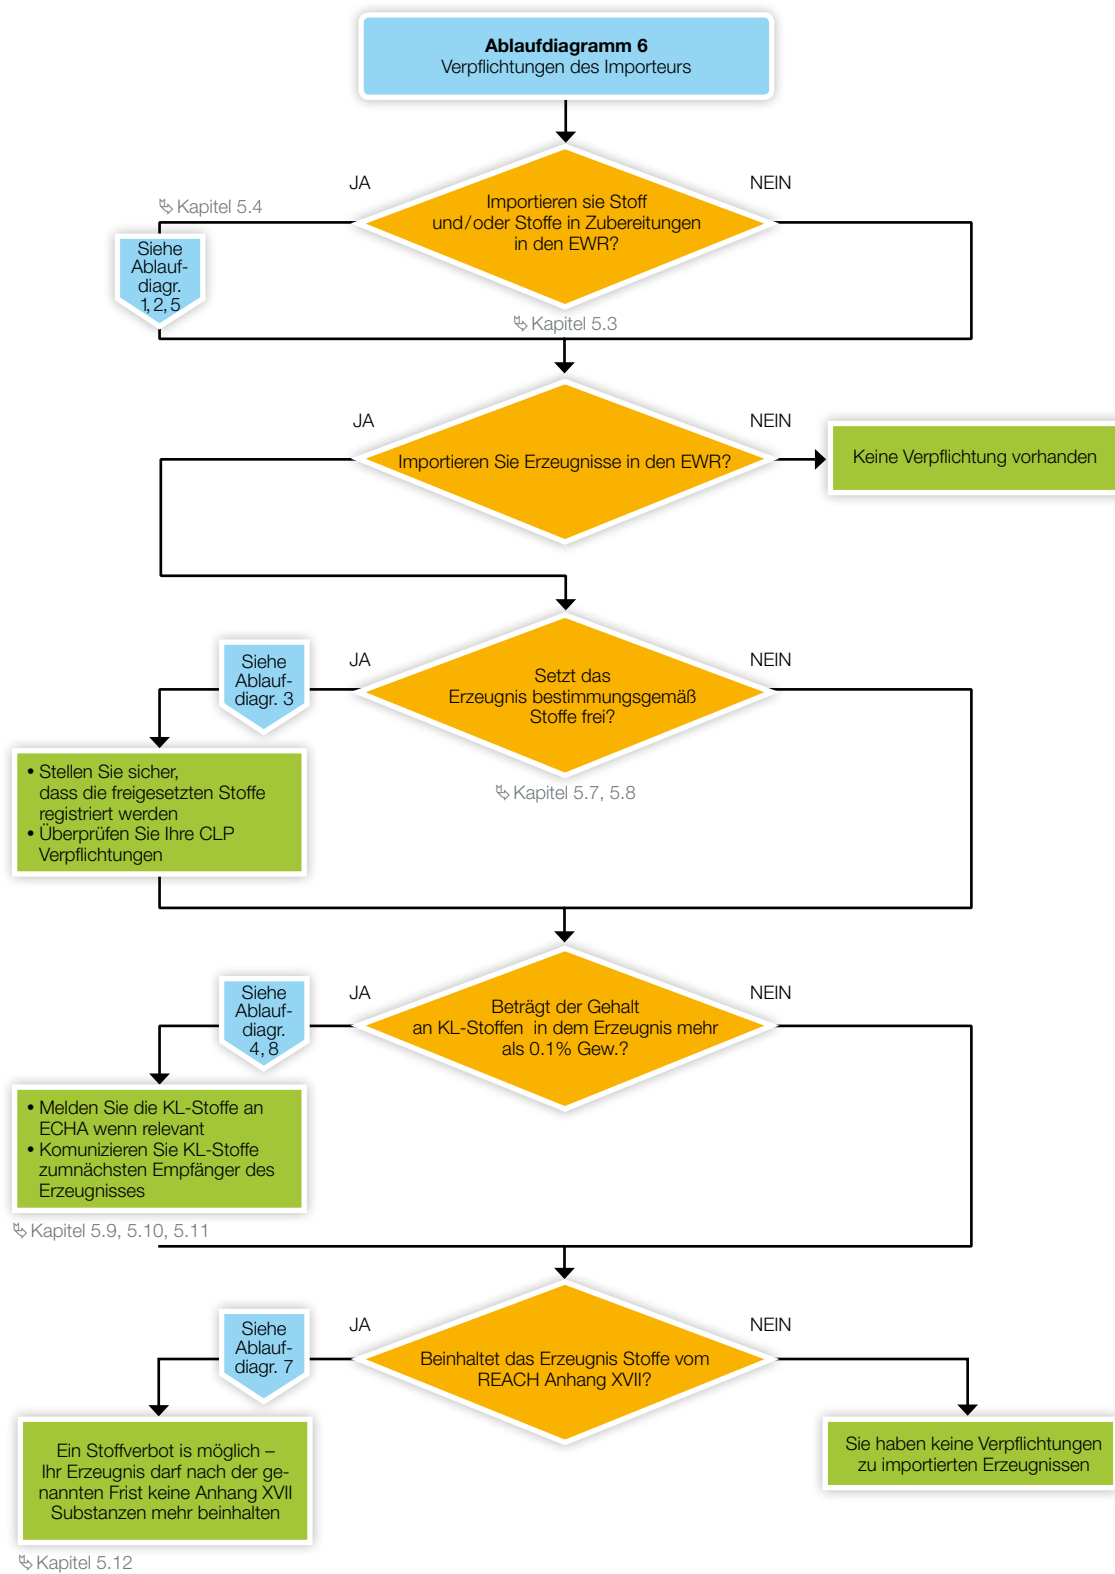 Ablaufdiagramm 6
Verpflichtungen des Importeurs
JA
NEIN
Importieren sie Stoff
und/oder Stoffe in Zubereitungen
in den EWR?
Kapitel 5.4
Siehe
Ablauf-
diagr.
1, 2, 5
Kapitel 5.3
JA
NEIN
Importieren Sie Erzeugnisse in den EWR?
Keine Verpflichtung vorhanden
Siehe
Ablauf-
diagr. 3
JA
NEIN
Setzt das
Erzeugnis bestimmungsgemäß
Stoffe frei?
• Stellen Sie sicher,
dass die freigesetzten Stoffe
registriert werden
• Überprüfen Sie Ihre CLP
Verpflichtungen
Kapitel 5.7, 5.8
Siehe
Ablauf-
diagr.
4, 8
JA
NEIN
Beträgt der Gehalt
an KL-Stoffen in dem Erzeugnis mehr
als 0.1% Gew.?
• Melden Sie die KL-Stoffe an
ECHA wenn relevant
• Komunizieren Sie KL-Stoffe
zumnächsten Empfänger des
Erzeugnisses
Kapitel 5.9, 5.10, 5.11
Siehe
Ablauf-
diagr. 7
JA
NEIN
Beinhaltet das Erzeugnis Stoffe vom
REACH Anhang XVII?
Ein Stoffverbot is möglich –
Ihr Erzeugnis darf nach der ge-
nannten Frist keine Anhang XVII
Substanzen mehr beinhalten
Sie haben keine Verpflichtungen
zu importierten Erzeugnissen
Kapitel 5.12